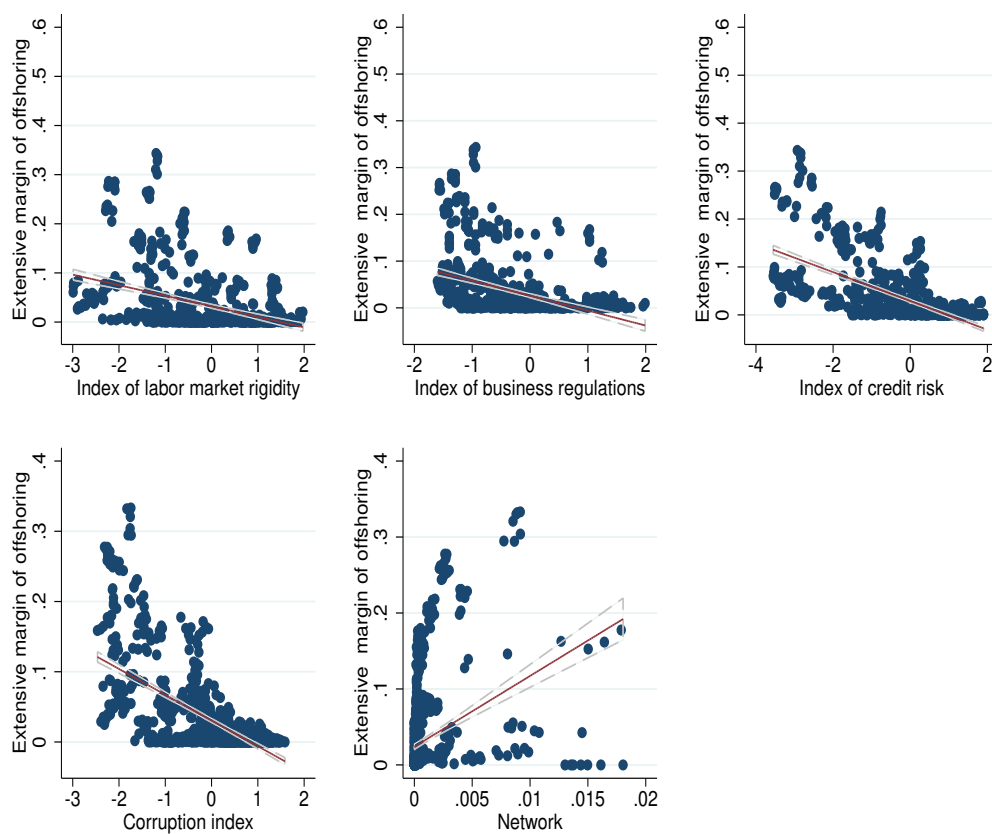 Extensive margin of offshoring
.6
.5
.4
.3
.2
.1
0
-3 -2 -1 0 1 2
Index of labor market rigidity
Extensive margin of offshoring
.6
.5
.4
.3
.2
.1
0
-2 -1 0 1 2
Index of business regulations
Extensive margin of offshoring
.6
.5
.4
.3
.2
.1
0
-4 -2 0 2
Index of credit risk
Extensive margin of offshoring
.4
.3
.2
.1
0
-3 -2 -1 0 1 2
Corruption index
Extensive margin of offshoring
.4
.3
.2
.1
0
0 .005 .01 .015 .02
Network